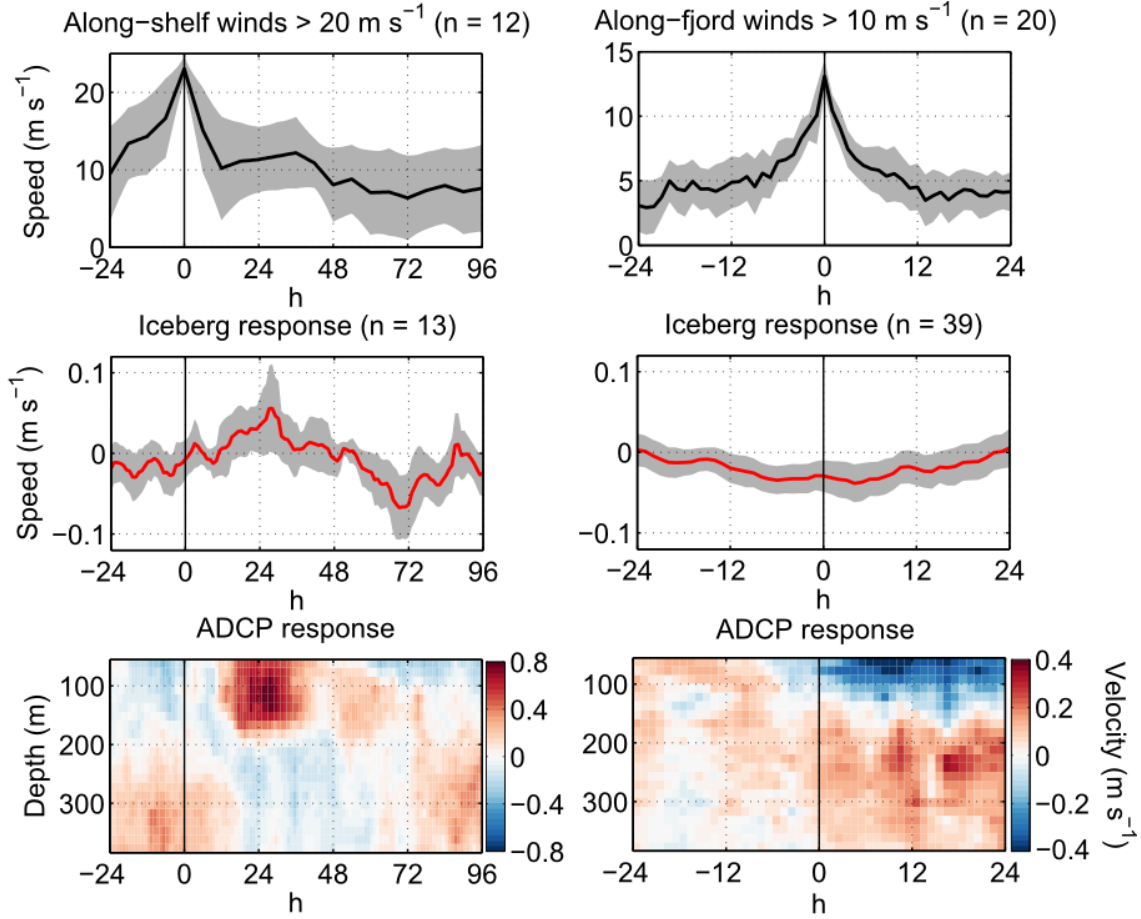 Along−shelf winds > 20 m s−1 (n = 12)
Along−fjord winds > 10 m s−1 (n = 20)
Speed (m s−1)
20
10
0
−24 0 24 48 72 96
h
15
10
5
0
−24 −12 0 12 24
h
Iceberg response (n = 13)
Iceberg response (n = 39)
Speed (m s−1)
0.1
0
−0.1
−24 0 24 48 72 96
h
0.1
0
−0.1
−24 −12 0 12 24
h
ADCP response
ADCP response
Depth (m)
100
200
300
−24 0 24 48 72 96
h
0.8
0.4
0
−0.4
−0.8
100
200
300
−24 −12 0 12 24
h
0.4
0.2
0
−0.2
−0.4
Velocity (m s−1)